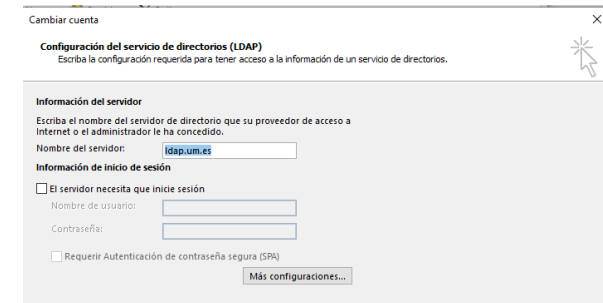 Cambiar cuenta
Configuración del servicio de directorios (LDAP)
Escriba la configuración requerida para tener acceso a la información de un servicio de directorios.
Información del servidor
Escriba el nombre del servidor de directorio que su proveedor de acceso a
Internet o el administrador le ha concedido.
Nombre del servidor: ldap.um.es
Información de inicio de sesión
El servidor necesita que inicie sesión
Nombre de usuario:
Contraseña:
Requerir Autenticación de contraseña segura (SPA)
Más configuraciones...